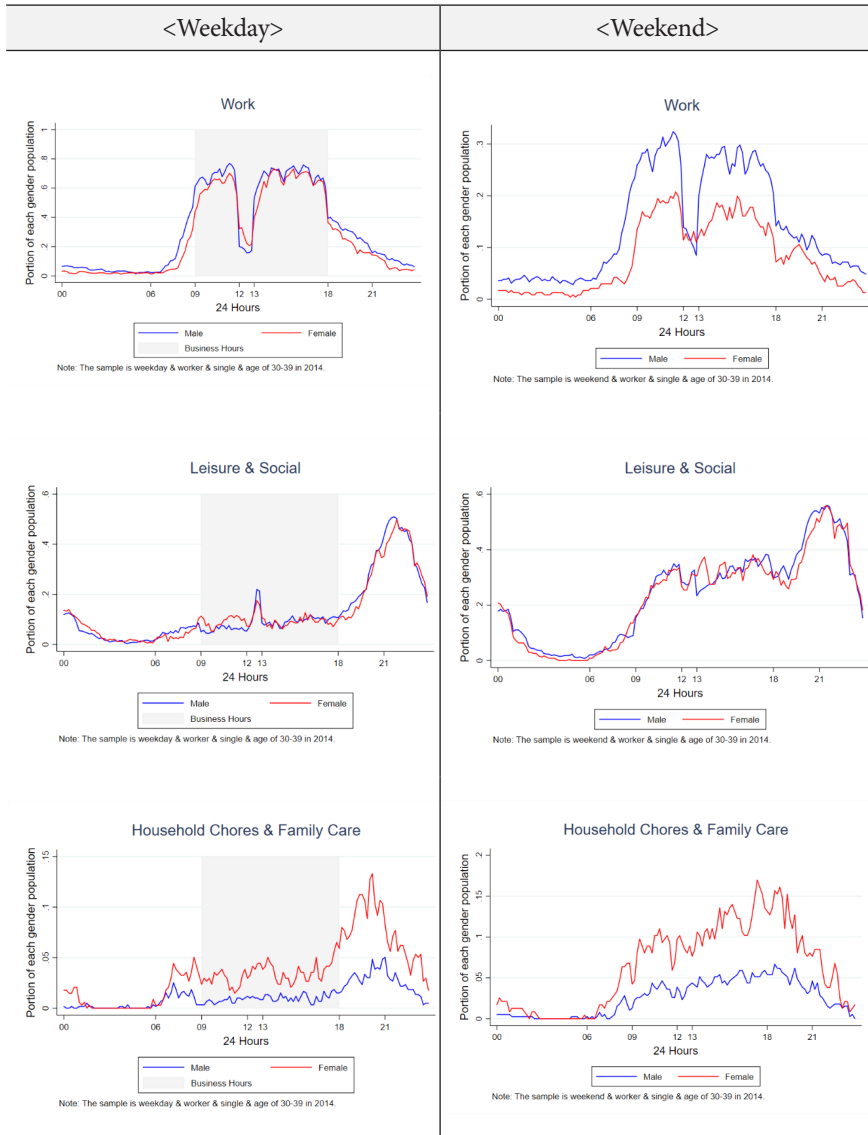 <Weekday>
<Weekend>
Work
Portion of each gender population
0 .2 .4 .6 .8 1
00 06 09 12 13 18 21
24 Hours
Male Female
Business Hours
Note: The sample is weekday & worker & single & age of 30-39 in 2014.
Work
Portion of each gender population
0 .1 .2 .3
00 06 09 12 13 18 21
24 Hours
Male Female
Note: The sample is weekend & worker & single & age of 30-39 in 2014.
Leisure & Social
Portion of each gender population
0 .2 .4 .6
00 06 09 12 13 18 21
24 Hours
Male Female
Business Hours
Note: The sample is weekday & worker & single & age of 30-39 in 2014.
Leisure & Social
Portion of each gender population
0 .2 .4 .6
00 06 09 12 13 18 21
24 Hours
Male Female
Note: The sample is weekend & worker & single & age of 30-39 in 2014.
Household Chores & Family Care
Portion of each gender population
0 .05 .1 .15
00 06 09 12 13 18 21
24 Hours
Male Female
Business Hours
Note: The sample is weekday & worker & single & age of 30-39 in 2014.
Household Chores & Family Care
Portion of each gender population
0 .05 .1 .15 .2
00 06 09 12 13 18 21
24 Hours
Male Female
Note: The sample is weekend & worker & single & age of 30-39 in 2014.